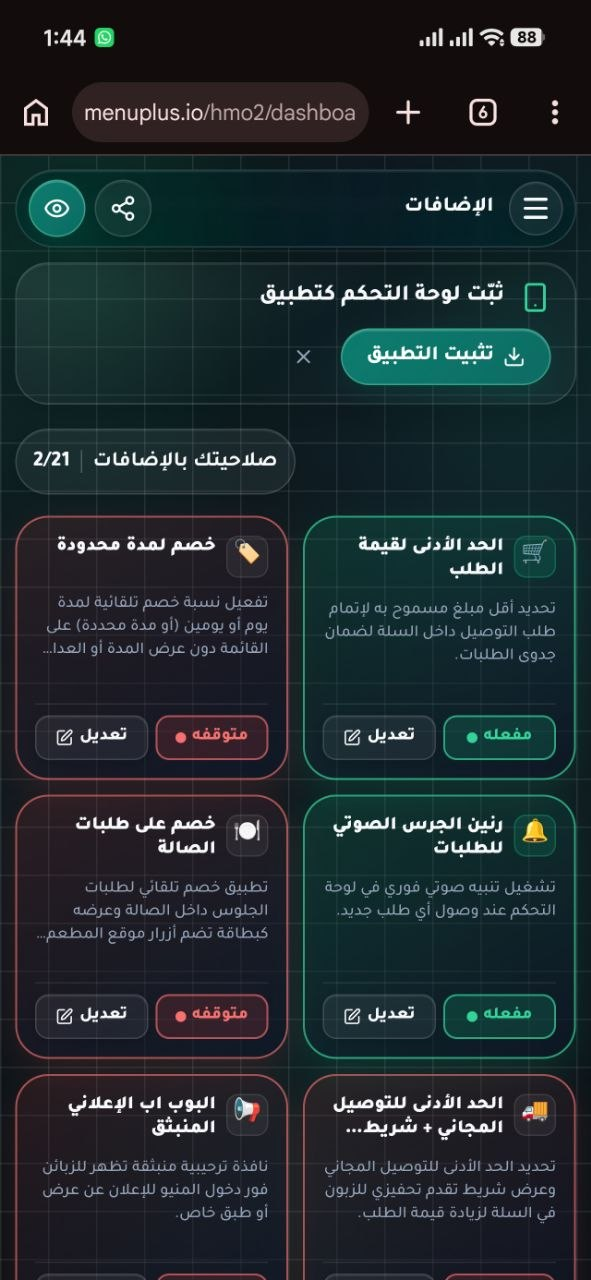 1:44
88
menuplus.io/hmo2/dashboa
6
الإضافات
ثبّت لوحة التحكم كتطبيق
تثبيت التطبيق
صلاحيتك بالإضافات | 2/21
الحد الأدنى لقيمة
الطلب
تحديد أقل مبلغ مسموح به لإتمام
طلب التوصيل داخل السلة لضمان
جدوى الطلبات.
مفعله
تعديل
خصم لمدة محدودة
تفعيل نسبة خصم تلقائية لمدة
يوم أو يومين (أو مدة محددة) على
القائمة دون عرض المدة أو العدا...
متوقفه
تعديل
رنين الجرس الصوتي
للطلبات
تشغيل تنبيه صوتي فوري في لوحة
التحكم عند وصول أي طلب جديد.
مفعله
تعديل
خصم على طلبات
الصالة
تطبيق خصم تلقائي لطلبات
الجلوس داخل الصالة وعرضه
كبطاقة تضم أزرار موقع المطعم...
متوقفه
تعديل
الحد الأدنى للتوصيل
المجاني + شريط...
تحديد الحد الأدنى للتوصيل المجاني
وعرض شريط تقدم تحفيزي للزبون
في السلة لزيادة قيمة الطلب.
البوب اب الإعلاني
المنبثق
نافذة ترحيبية منبثقة تظهر للزبائن
فور دخول المنيو للإعلان عن عرض
أو طبق خاص.